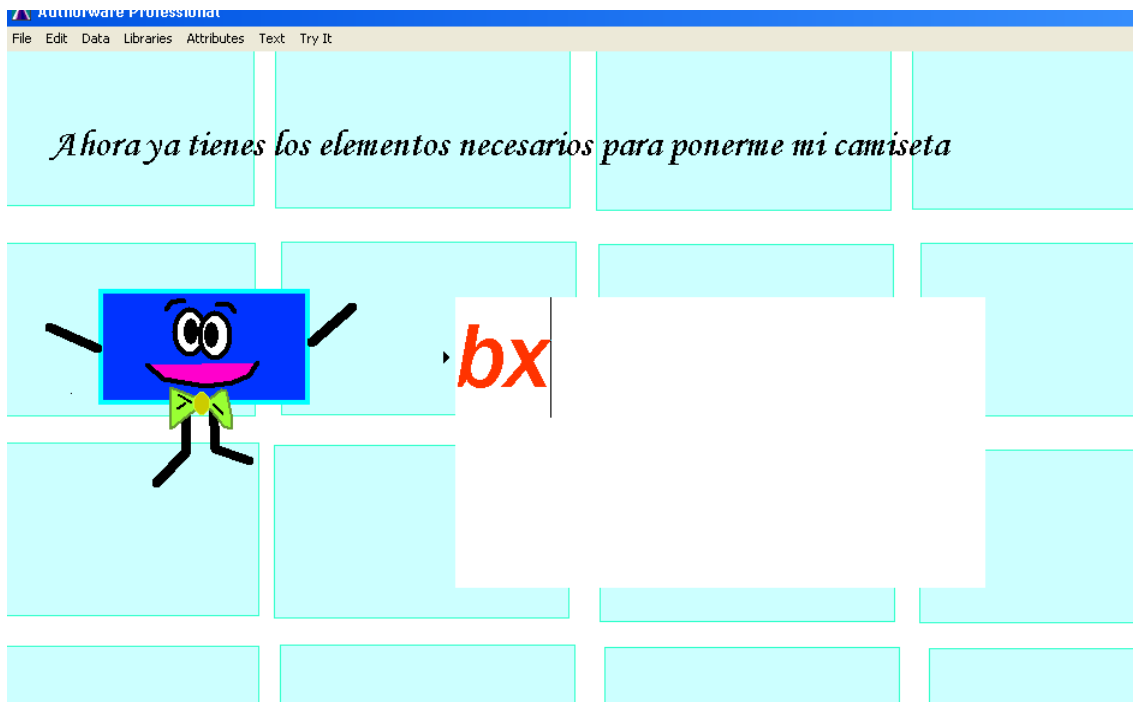 Authorware Professional
File Edit Data Libraries Attributes Text Try It
Ahora ya tienes los elementos necesarios para ponerme mi camiseta
bx